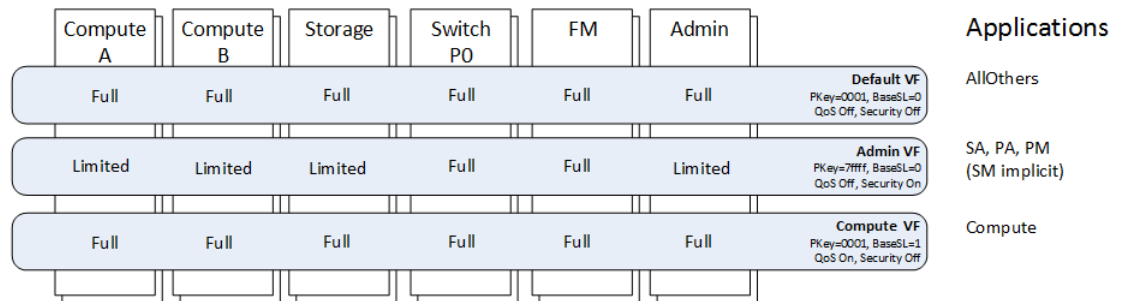 Compute A
Compute B
Storage
Switch P0
FM
Admin
Applications
Full Full Full Full Full Full
Default VF
PKey=0001, BaseSL=0
QoS Off, Security Off
AllOthers
Limited Limited Limited Full Full Limited
Admin VF
PKey=7ffff, BaseSL=0
QoS Off, Security On
SA, PA, PM
(SM implicit)
Full Full Full Full Full Full
Compute VF
PKey=0001, BaseSL=1
QoS On, Security Off
Compute